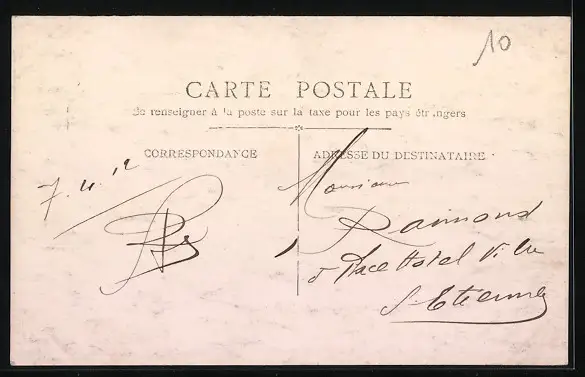 10
CARTE POSTALE
de renseigner à la poste sur la taxe pour les pays étrangers
CORRESPONDANCE
ADRESSE DU DESTINATAIRE
7.4.12
Monsieur
Raimond
5 Place Hotel Ville
St Etienne